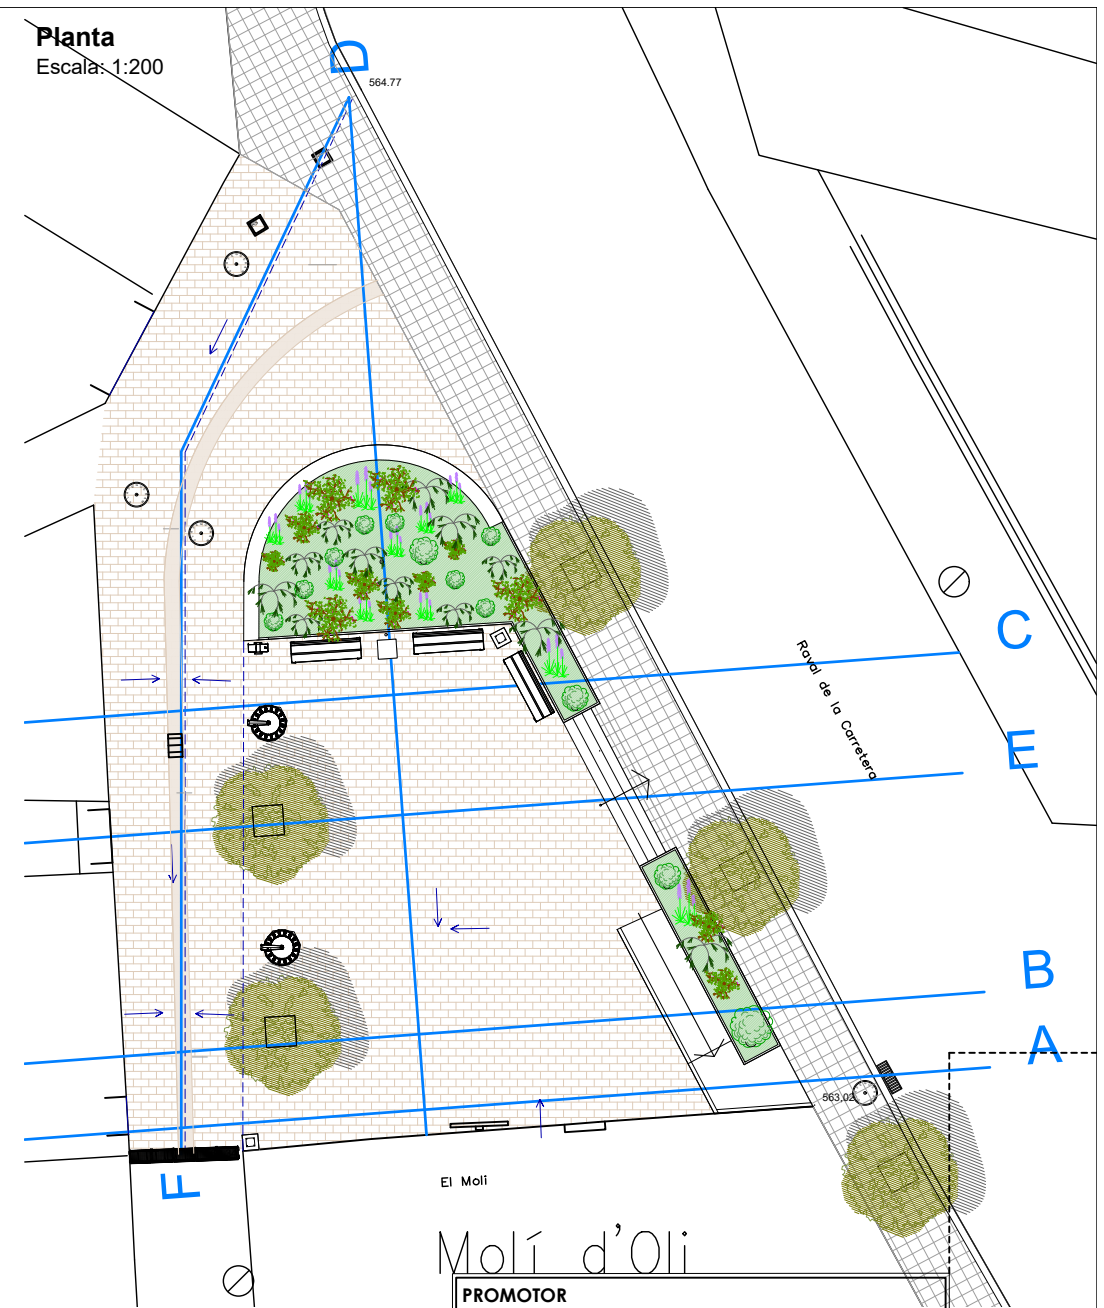 Planta
Escala: 1:200
D
564.77
C
Raval de la Carretera
E
B
A
563,02
F
El Moli
Molí d'Oli
PROMOTOR